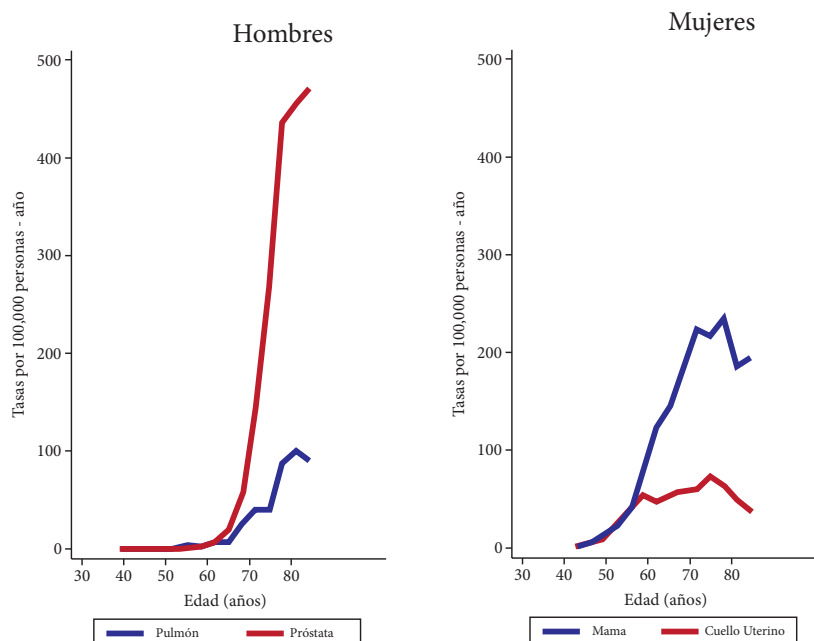 Hombres
Tasas por 100,000 personas - año
500
400
300
200
100
0
30 40 50 60 70 80
Edad (años)
Pulmón Próstata
Mujeres
Tasas por 100,000 personas - año
500
400
300
200
100
0
30 40 50 60 70 80
Edad (años)
Mama Cuello Uterino